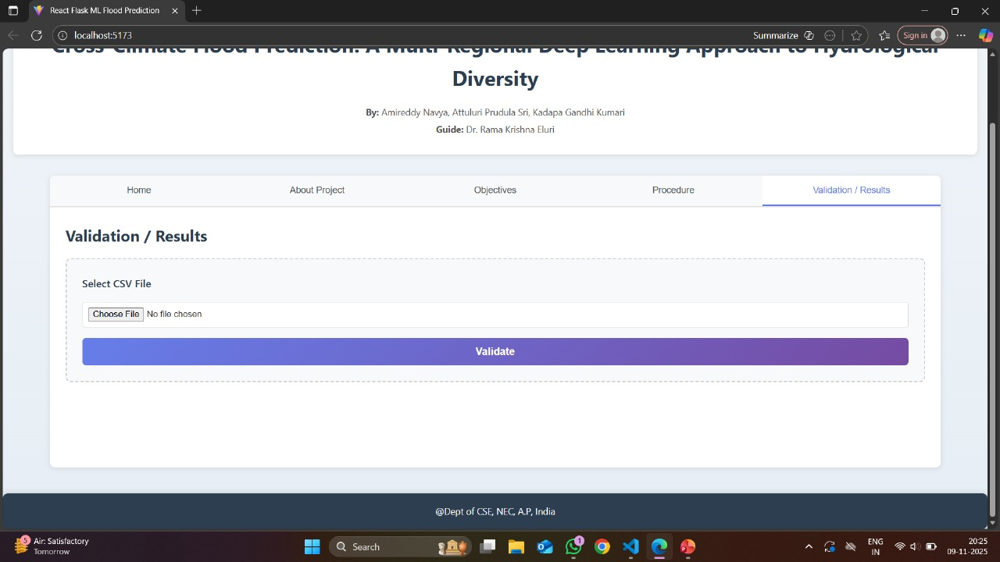 React Flask ML Flood Prediction
localhost:5173
Summarize
Sign in
Cross-Climate Flood Prediction: A Multi-Regional Deep Learning Approach to Hydrological
Diversity
By: Amireddy Navya, Attuluri Prudula Sri, Kadapa Gandhi Kumari
Guide: Dr. Rama Krishna Eluri
Home
About Project
Objectives
Procedure
Validation / Results
Validation / Results
Select CSV File
Choose File No file chosen
Validate
@Dept of CSE, NEC, A.P, India
5
Air: Satisfactory
Tomorrow
Search
1
ENG
IN
20:25
09-11-2025